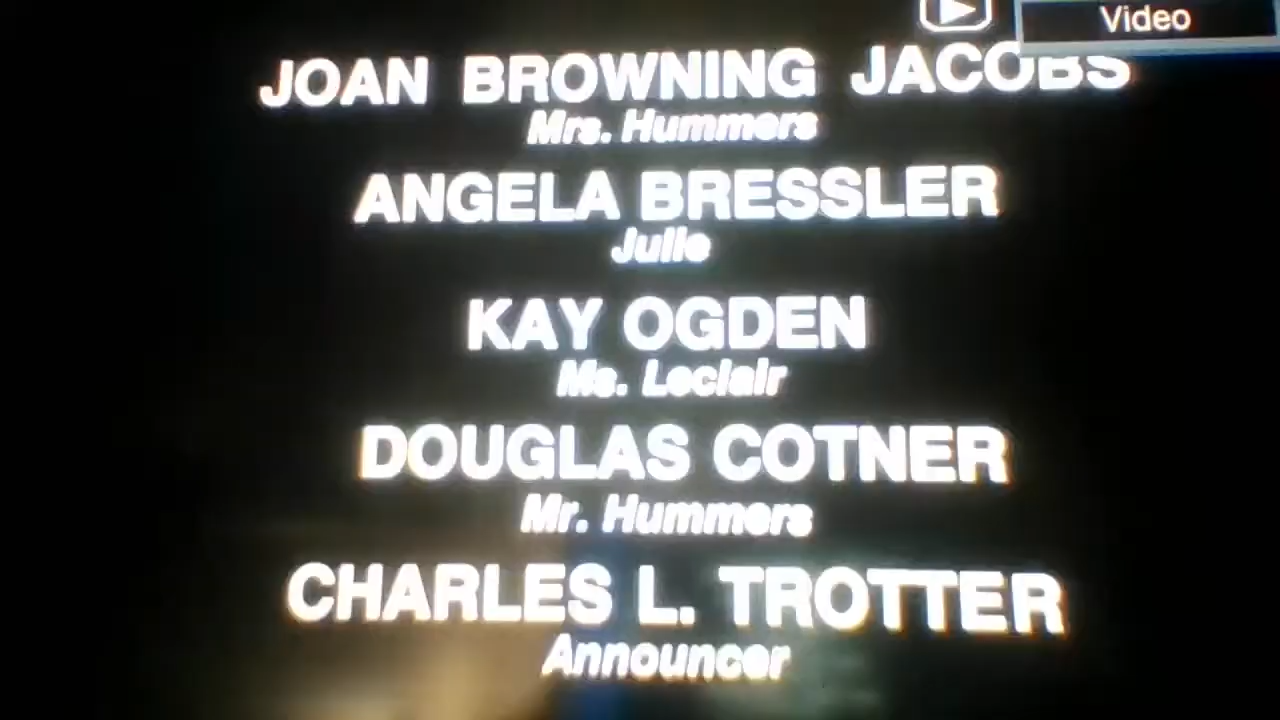 Video
JOAN BROWNING JACOBS
Mrs. Hummers
ANGELA BRESSLER
Julie
KAY OGDEN
Ms. Leclair
DOUGLAS COTNER
Mr. Hummers
CHARLES L. TROTTER
Announcer